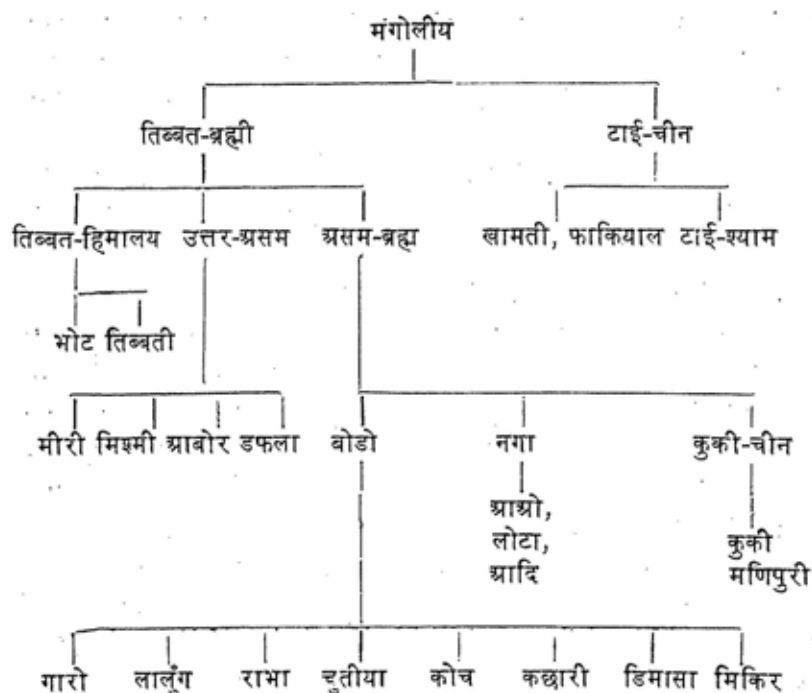 मंगोलीय
तिब्बत-ब्रह्मी टाई-चीन
तिब्बत-हिमालय उत्तर-असम असम-ब्रह्म खामती, फाकियाल टाई-श्याम
भोट तिब्बती
मीरी मिश्मी आबोर डफला बोडो नगा कुकी-चीन
आओ,
लोटा, कुकी
आदि मणिपुरी
गारो लालुंग राभा चुतीया कोच कछारी डिमासा मिकिर